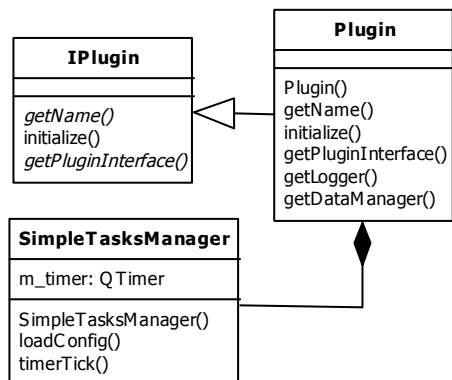 IPlugin
getName()
initialize()
getPluginInterface()
Plugin
Plugin()
getName()
initialize()
getPluginInterface()
getLogger()
getDataManager()
SimpleTasksManager
m_timer: QTimer
SimpleTasksManager()
loadConfig()
timerTick()